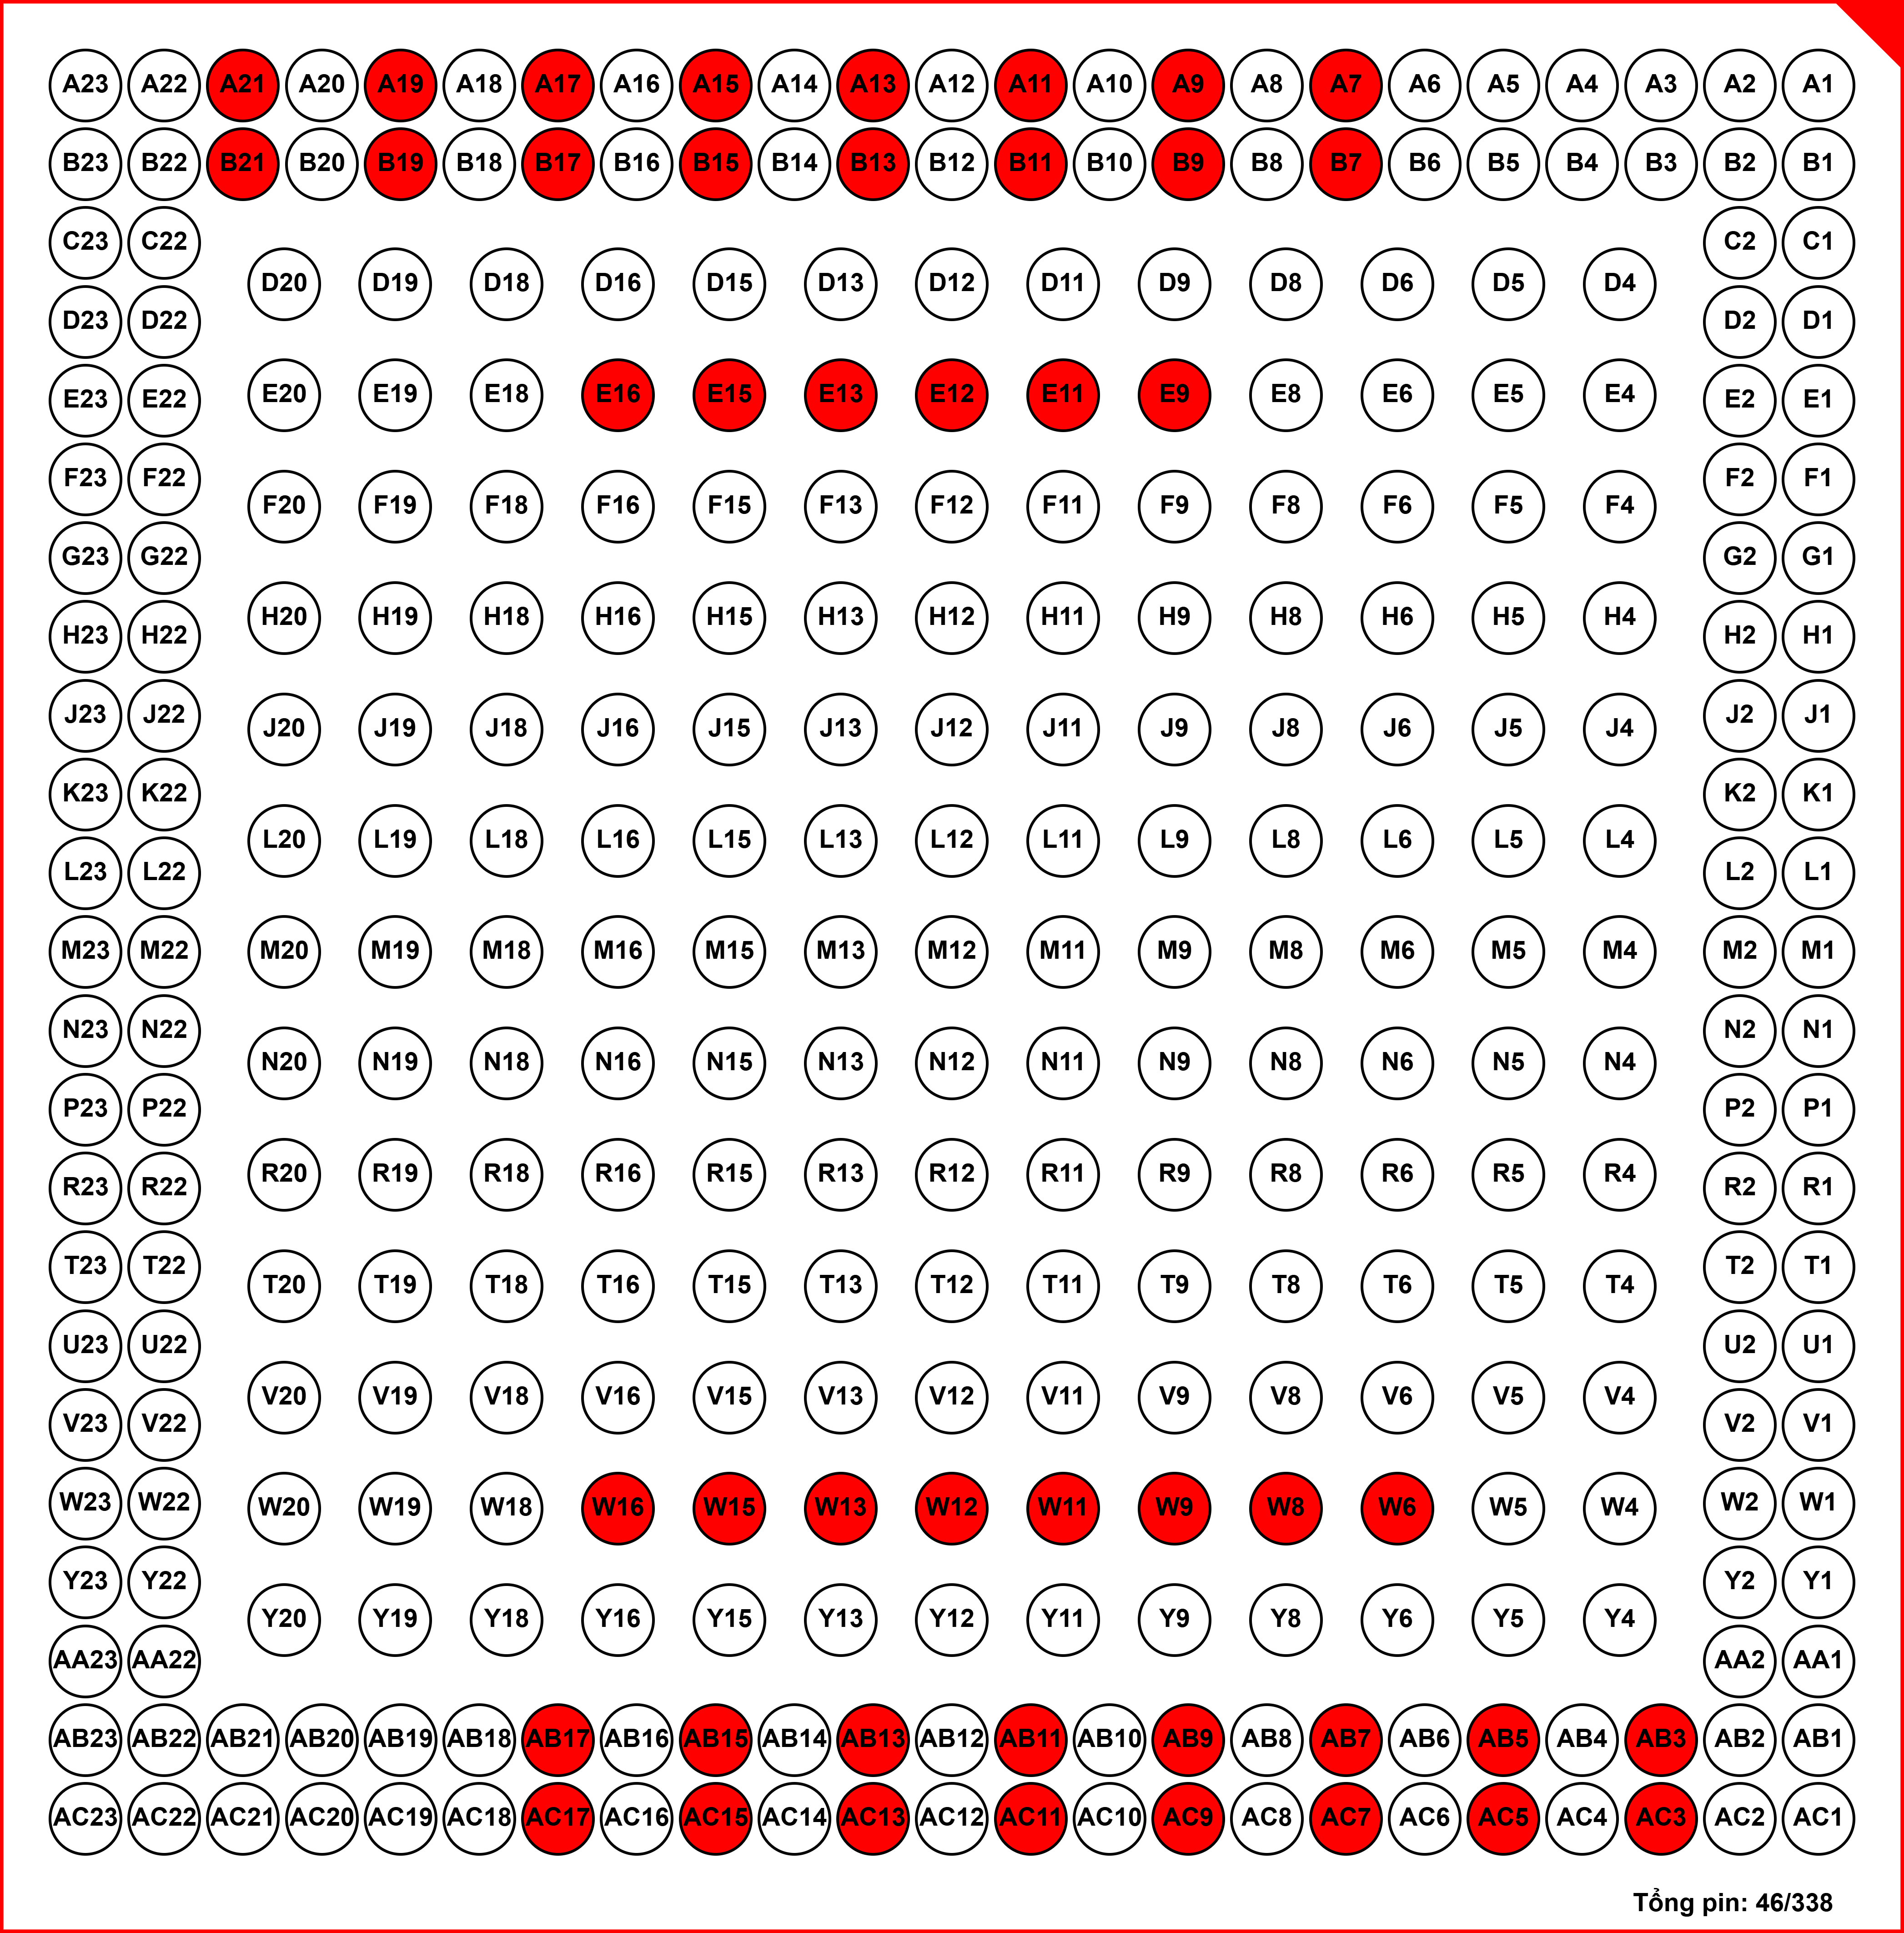 A23 A22 A21 A20 A19 A18 A17 A16 A15 A14 A13 A12 A11 A10 A9 A8 A7 A6 A5 A4 A3 A2 A1
B23 B22 B21 B20 B19 B18 B17 B16 B15 B14 B13 B12 B11 B10 B9 B8 B7 B6 B5 B4 B3 B2 B1
C23 C22 C2 C1
D20 D19 D18 D16 D15 D13 D12 D11 D9 D8 D6 D5 D4
D23 D22 D2 D1
E20 E19 E18 E16 E15 E13 E12 E11 E9 E8 E6 E5 E4
E23 E22 E2 E1
F23 F22 F2 F1
F20 F19 F18 F16 F15 F13 F12 F11 F9 F8 F6 F5 F4
G23 G22 G2 G1
H20 H19 H18 H16 H15 H13 H12 H11 H9 H8 H6 H5 H4
H23 H22 H2 H1
J23 J22 J2 J1
J20 J19 J18 J16 J15 J13 J12 J11 J9 J8 J6 J5 J4
K23 K22 K2 K1
L20 L19 L18 L16 L15 L13 L12 L11 L9 L8 L6 L5 L4
L23 L22 L2 L1
M23 M22 M20 M19 M18 M16 M15 M13 M12 M11 M9 M8 M6 M5 M4 M2 M1
N23 N22 N2 N1
N20 N19 N18 N16 N15 N13 N12 N11 N9 N8 N6 N5 N4
P23 P22 P2 P1
R20 R19 R18 R16 R15 R13 R12 R11 R9 R8 R6 R5 R4
R23 R22 R2 R1
T23 T22 T2 T1
T20 T19 T18 T16 T15 T13 T12 T11 T9 T8 T6 T5 T4
U23 U22 U2 U1
V20 V19 V18 V16 V15 V13 V12 V11 V9 V8 V6 V5 V4
V23 V22 V2 V1
W23 W22 W20 W19 W18 W16 W15 W13 W12 W11 W9 W8 W6 W5 W4 W2 W1
Y23 Y22 Y2 Y1
Y20 Y19 Y18 Y16 Y15 Y13 Y12 Y11 Y9 Y8 Y6 Y5 Y4
AA23 AA22 AA2 AA1
AB23 AB22 AB21 AB20 AB19 AB18 AB17 AB16 AB15 AB14 AB13 AB12 AB11 AB10 AB9 AB8 AB7 AB6 AB5 AB4 AB3 AB2 AB1
AC23 AC22 AC21 AC20 AC19 AC18 AC17 AC16 AC15 AC14 AC13 AC12 AC11 AC10 AC9 AC8 AC7 AC6 AC5 AC4 AC3 AC2 AC1
Tổng pin: 46/338